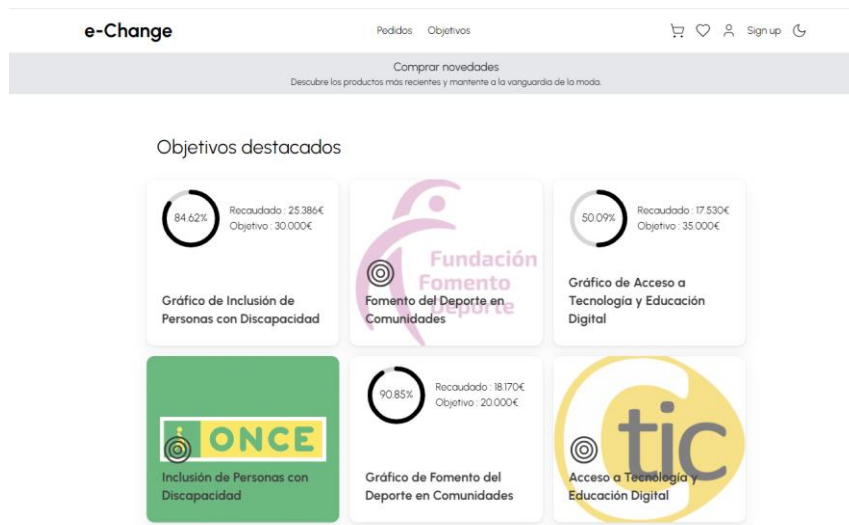 e-Change
Pedidos Objetivos
Sign up
Comprar novedades
Descubre los productos más recientes y mantente a la vanguardia de la moda.
Objetivos destacados
84.62%
Recaudado : 25.386€
Objetivo : 30.000€
Gráfico de Inclusión de
Personas con Discapacidad
Fundación
Fomento
Deporte
Fomento del Deporte en
Comunidades
50.09%
Recaudado : 17.530€
Objetivo : 35.000€
Gráfico de Acceso a
Tecnología y Educación
Digital
ONCE
Inclusión de Personas con
Discapacidad
90.85%
Recaudado : 18.170€
Objetivo : 20.000€
Gráfico de Fomento del
Deporte en Comunidades
tic
Acceso a Tecnología y
Educación Digital